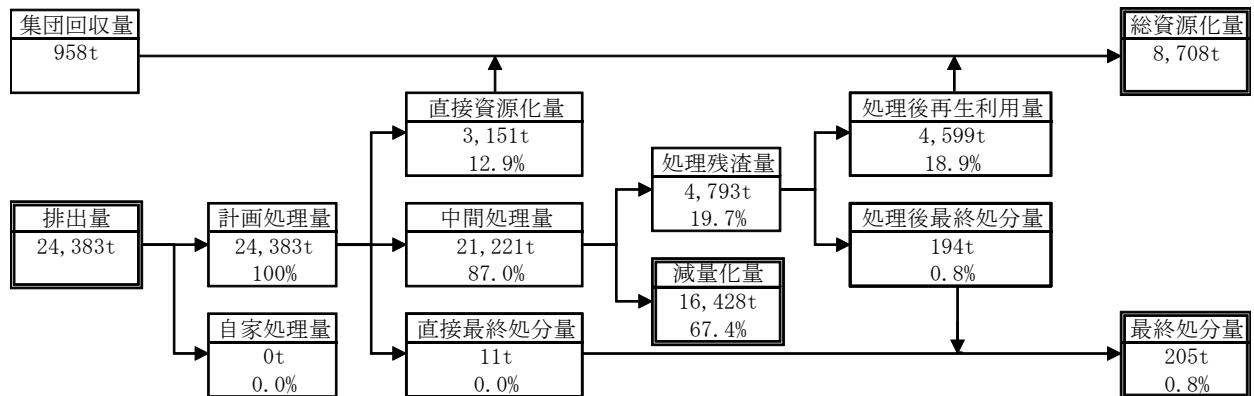 集団回収量
958t
総資源化量
8,708t
直接資源化量
3,151t
12.9%
処理後再生利用量
4,599t
18.9%
処理残渣量
4,793t
19.7%
排出量
24,383t
計画処理量
24,383t
100%
中間処理量
21,221t
87.0%
処理後最終処分量
194t
0.8%
減量化量
16,428t
67.4%
自家処理量
0t
0.0%
直接最終処分量
11t
0.0%
最終処分量
205t
0.8%